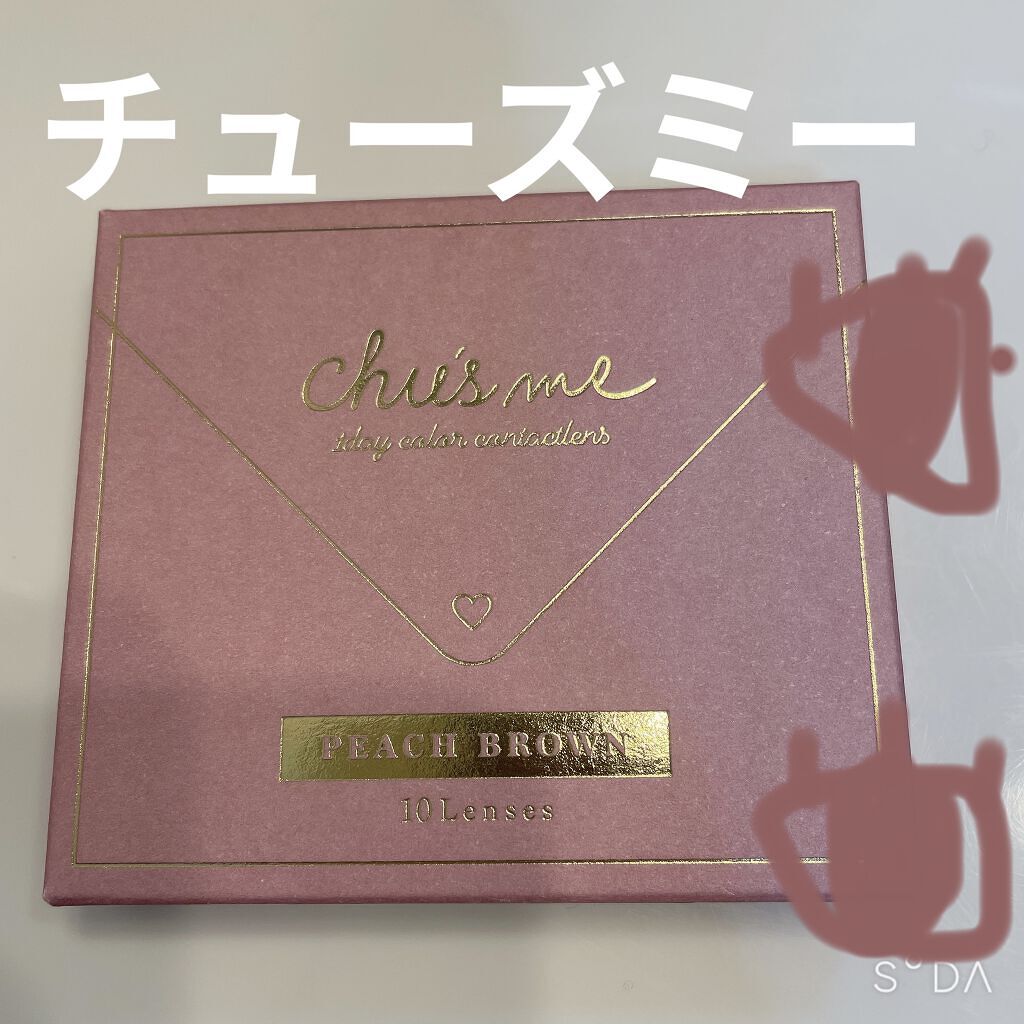 チューズミー
chu's me
1day color contactlens
PEACH BROWN
10 Lenses
SODA